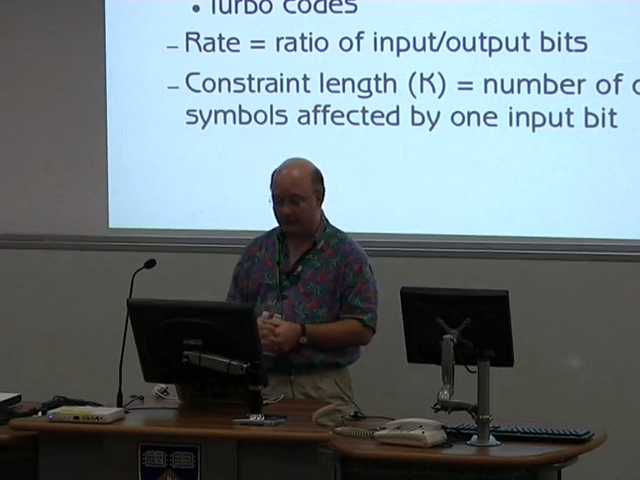 • Turbo codes
– Rate = ratio of input/output bits
– Constraint length (K) = number of
symbols affected by one input bit